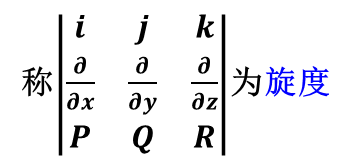 称 | i j k |
| ∂/∂x ∂/∂y ∂/∂z | 为旋度
| P Q R |